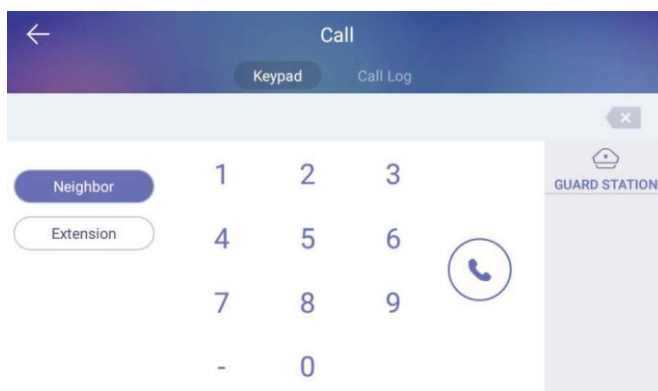 Call
Keypad Call Log
Neighbor
Extension
1 2 3
4 5 6
7 8 9
- 0
GUARD STATION